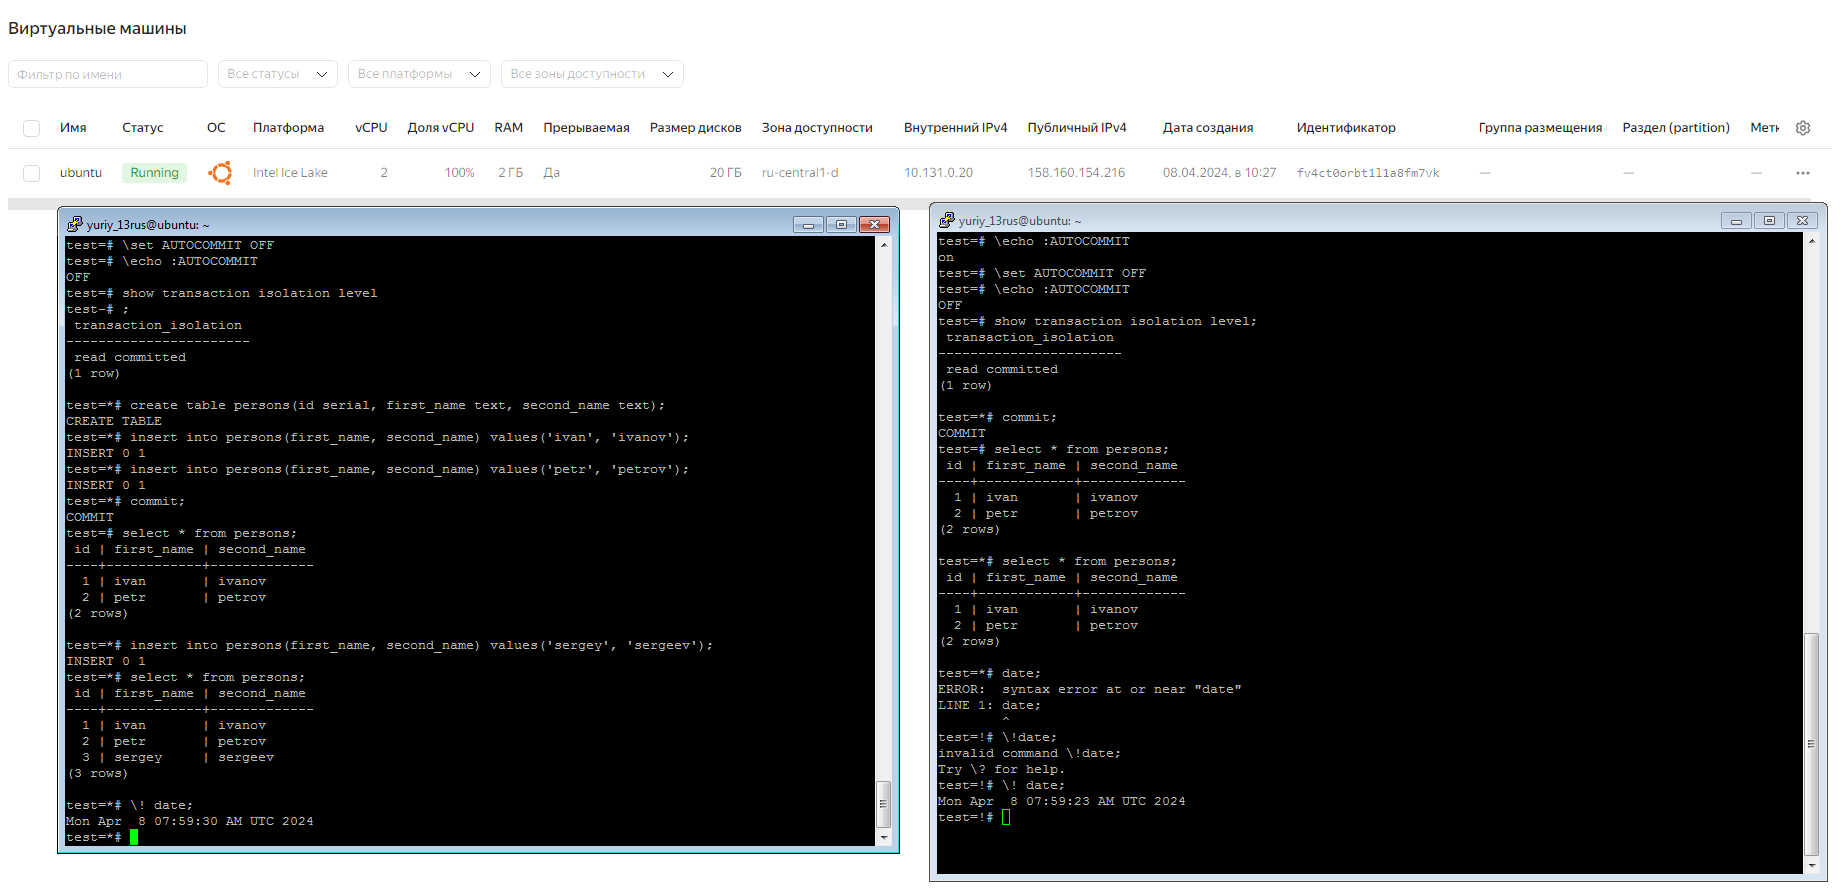 Виртуальные машины
Фильтр по имени Все статусы Все платформы Все зоны доступности
Имя Статус ОС Платформа vCPU Доля vCPU RAM Прерываемая Размер дисков Зона доступности Внутренний IPv4 Публичный IPv4 Дата создания Идентификатор Группа размещения Раздел (partition) Метк
ubuntu Running Intel Ice Lake 2 100% 2 ГБ Да 20 ГБ ru-central1-d 10.131.0.20 158.160.154.216 08.04.2024, в 10:27 fv4ct0orbt1l1a8fm7vk — — — ...
yuriy_13rus@ubuntu: ~
test=# \set AUTOCOMMIT OFF
test=# \echo :AUTOCOMMIT
OFF
test=# show transaction isolation level
test-# ;
transaction_isolation
-----------------------
read committed
(1 row)
test=*# create table persons(id serial, first_name text, second_name text);
CREATE TABLE
test=*# insert into persons(first_name, second_name) values('ivan', 'ivanov');
INSERT 0 1
test=*# insert into persons(first_name, second_name) values('petr', 'petrov');
INSERT 0 1
test=*# commit;
COMMIT
test=# select * from persons;
id | first_name | second_name
----+------------+-------------
1 | ivan | ivanov
2 | petr | petrov
(2 rows)
test=*# insert into persons(first_name, second_name) values('sergey', 'sergeev');
INSERT 0 1
test=*# select * from persons;
id | first_name | second_name
----+------------+-------------
1 | ivan | ivanov
2 | petr | petrov
3 | sergey | sergeev
(3 rows)
test=*# \! date;
Mon Apr  8 07:59:30 AM UTC 2024
test=*#
yuriy_13rus@ubuntu: ~
test=# \echo :AUTOCOMMIT
on
test=# \set AUTOCOMMIT OFF
test=# \echo :AUTOCOMMIT
OFF
test=# show transaction isolation level;
transaction_isolation
-----------------------
read committed
(1 row)
test=*# commit;
COMMIT
test=# select * from persons;
id | first_name | second_name
----+------------+-------------
1 | ivan | ivanov
2 | petr | petrov
(2 rows)
test=*# select * from persons;
id | first_name | second_name
----+------------+-------------
1 | ivan | ivanov
2 | petr | petrov
(2 rows)
test=*# date;
ERROR:  syntax error at or near "date"
LINE 1: date;
^
test=!# \!date;
invalid command \!date;
Try \? for help.
test=!# \! date;
Mon Apr  8 07:59:23 AM UTC 2024
test=!#